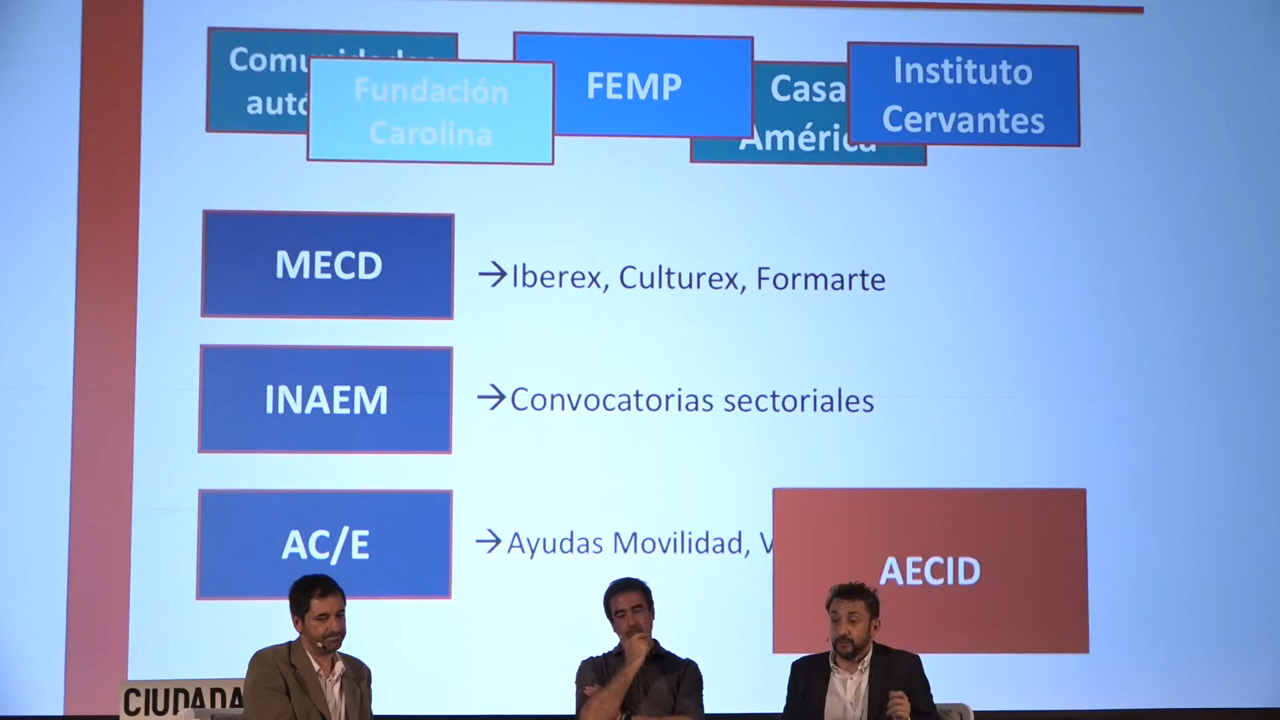 Fundación
Carolina
FEMP
Casa
Instituto
Cervantes
MECD
→Iberex, Culturex, Formarte
INAEM
→Convocatorias sectoriales
AC/E
→Ayudas Movilidad,
AECID